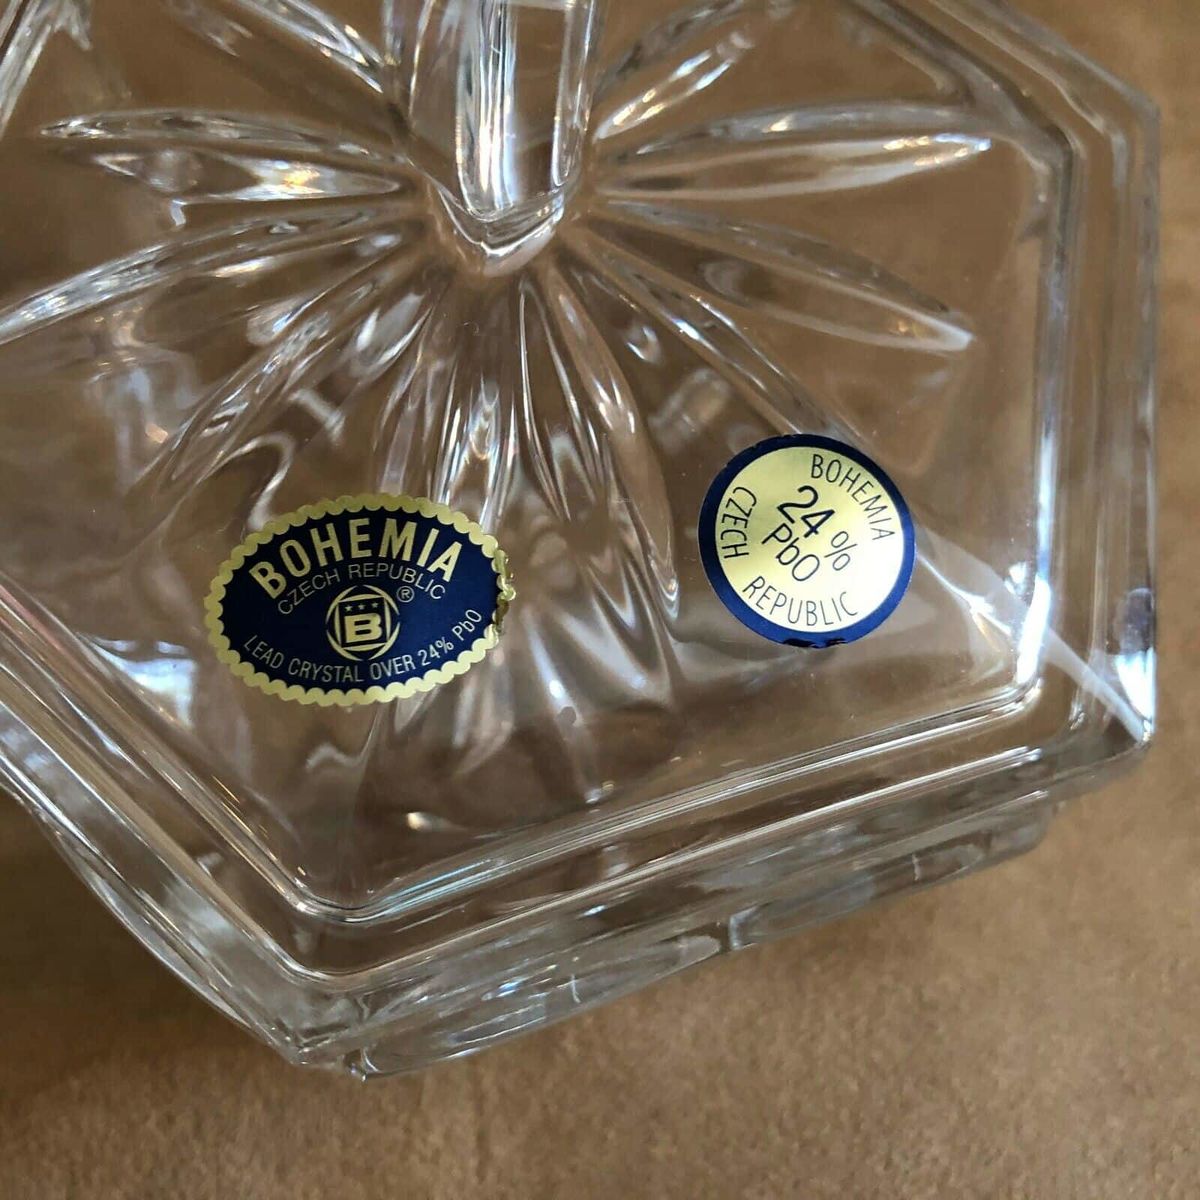 BOHEMIA
CZECH REPUBLIC
B ®
LEAD CRYSTAL OVER 24% PbO
BOHEMIA
24%
PbO
CZECH REPUBLIC